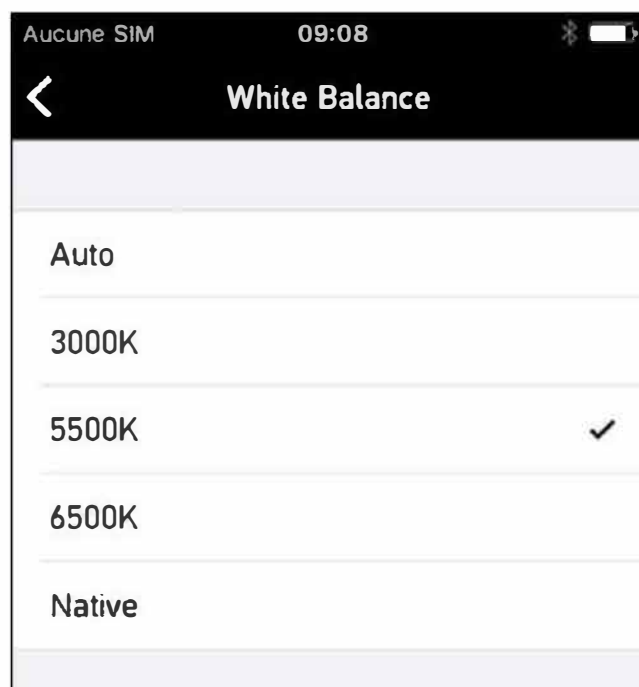 Aucune SIM 09:08
White Balance
Auto
3000K
5500K
6500K
Native